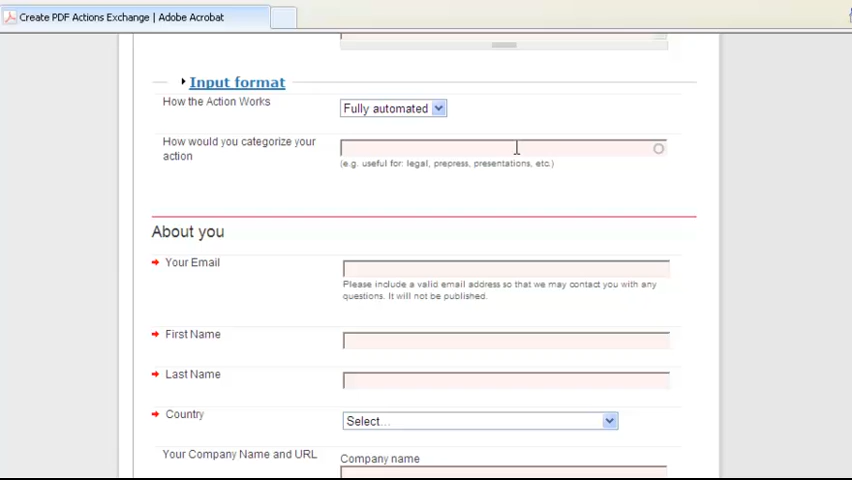 Create PDF Actions Exchange | Adobe Acrobat
Input format
How the Action Works
Fully automated
How would you categorize your
action
(e.g. useful for: legal, prepress, presentations, etc.)
About you
Your Email
Please include a valid email address so that we may contact you with any
questions. It will not be published.
First Name
Last Name
Country
Select...
Your Company Name and URL
Company name